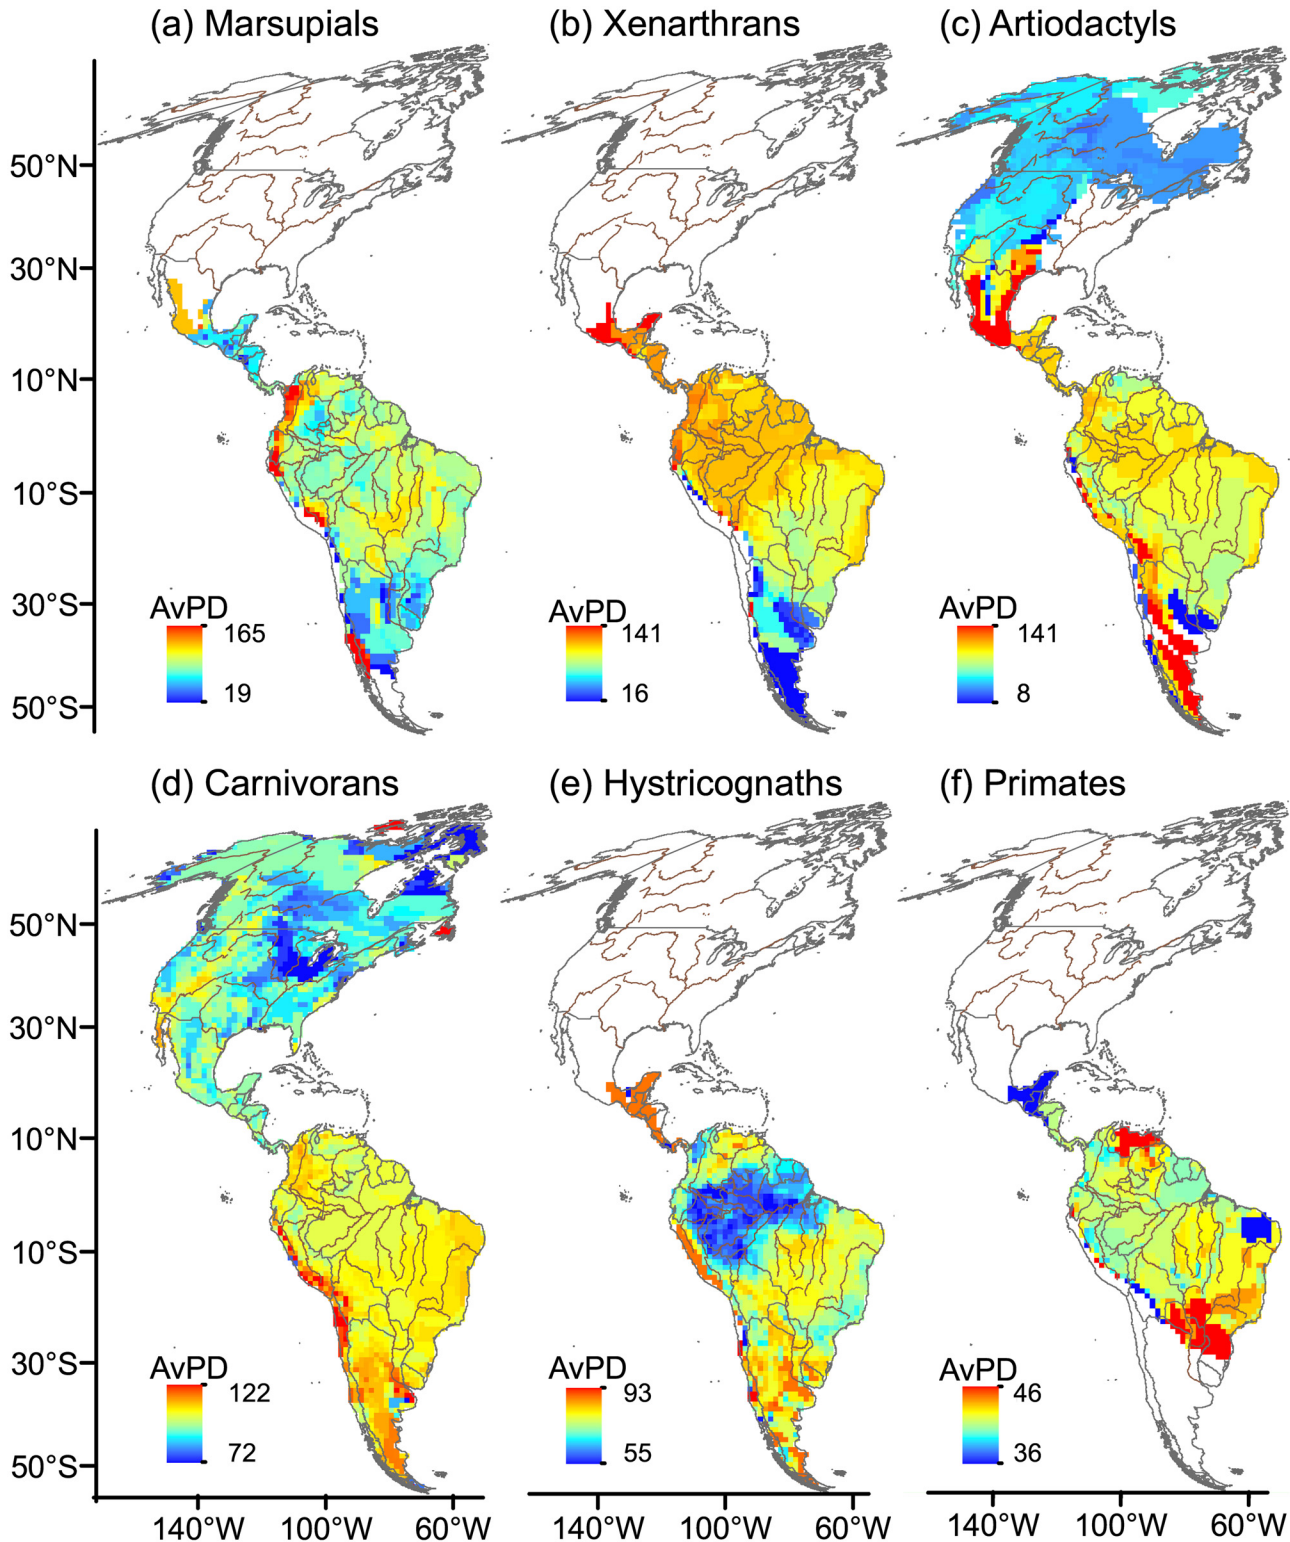 (a) Marsupials
(b) Xenarthrans
(c) Artiodactyls
50°N
30°N
10°N
10°S
30°S
50°S
AvPD
165
19
AvPD
141
16
AvPD
141
8
(d) Carnivorans
(e) Hystricognaths
(f) Primates
50°N
30°N
10°N
10°S
30°S
50°S
AvPD
122
72
AvPD
93
55
AvPD
46
36
140°W 100°W 60°W
140°W 100°W 60°W
140°W 100°W 60°W